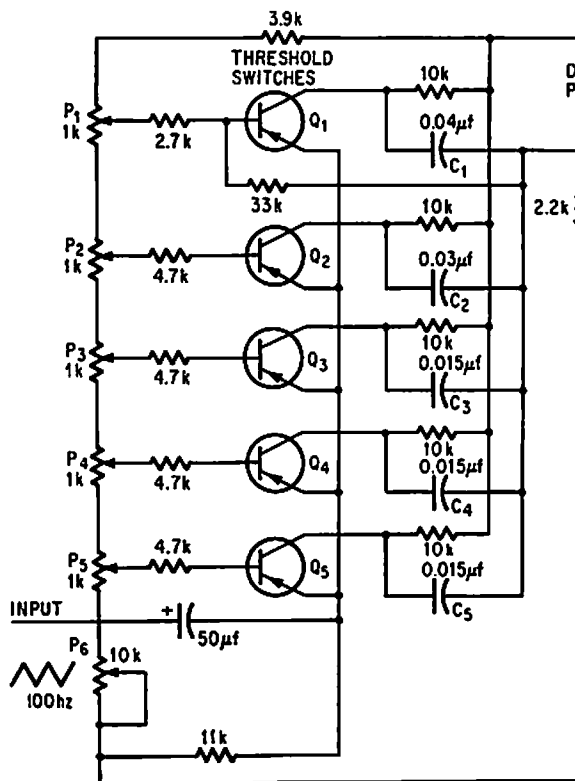 3.9k
THRESHOLD
SWITCHES
D
P
10k
P1
1k
2.7k
Q1
0.04μf
C1
33k
10k
2.2k
P2
1k
4.7k
Q2
0.03μf
C2
10k
P3
1k
4.7k
Q3
0.015μf
C3
10k
P4
1k
4.7k
Q4
0.015μf
C4
10k
P5
1k
4.7k
Q5
0.015μf
C5
INPUT
+
50μf
P6
10k
100hz
11k